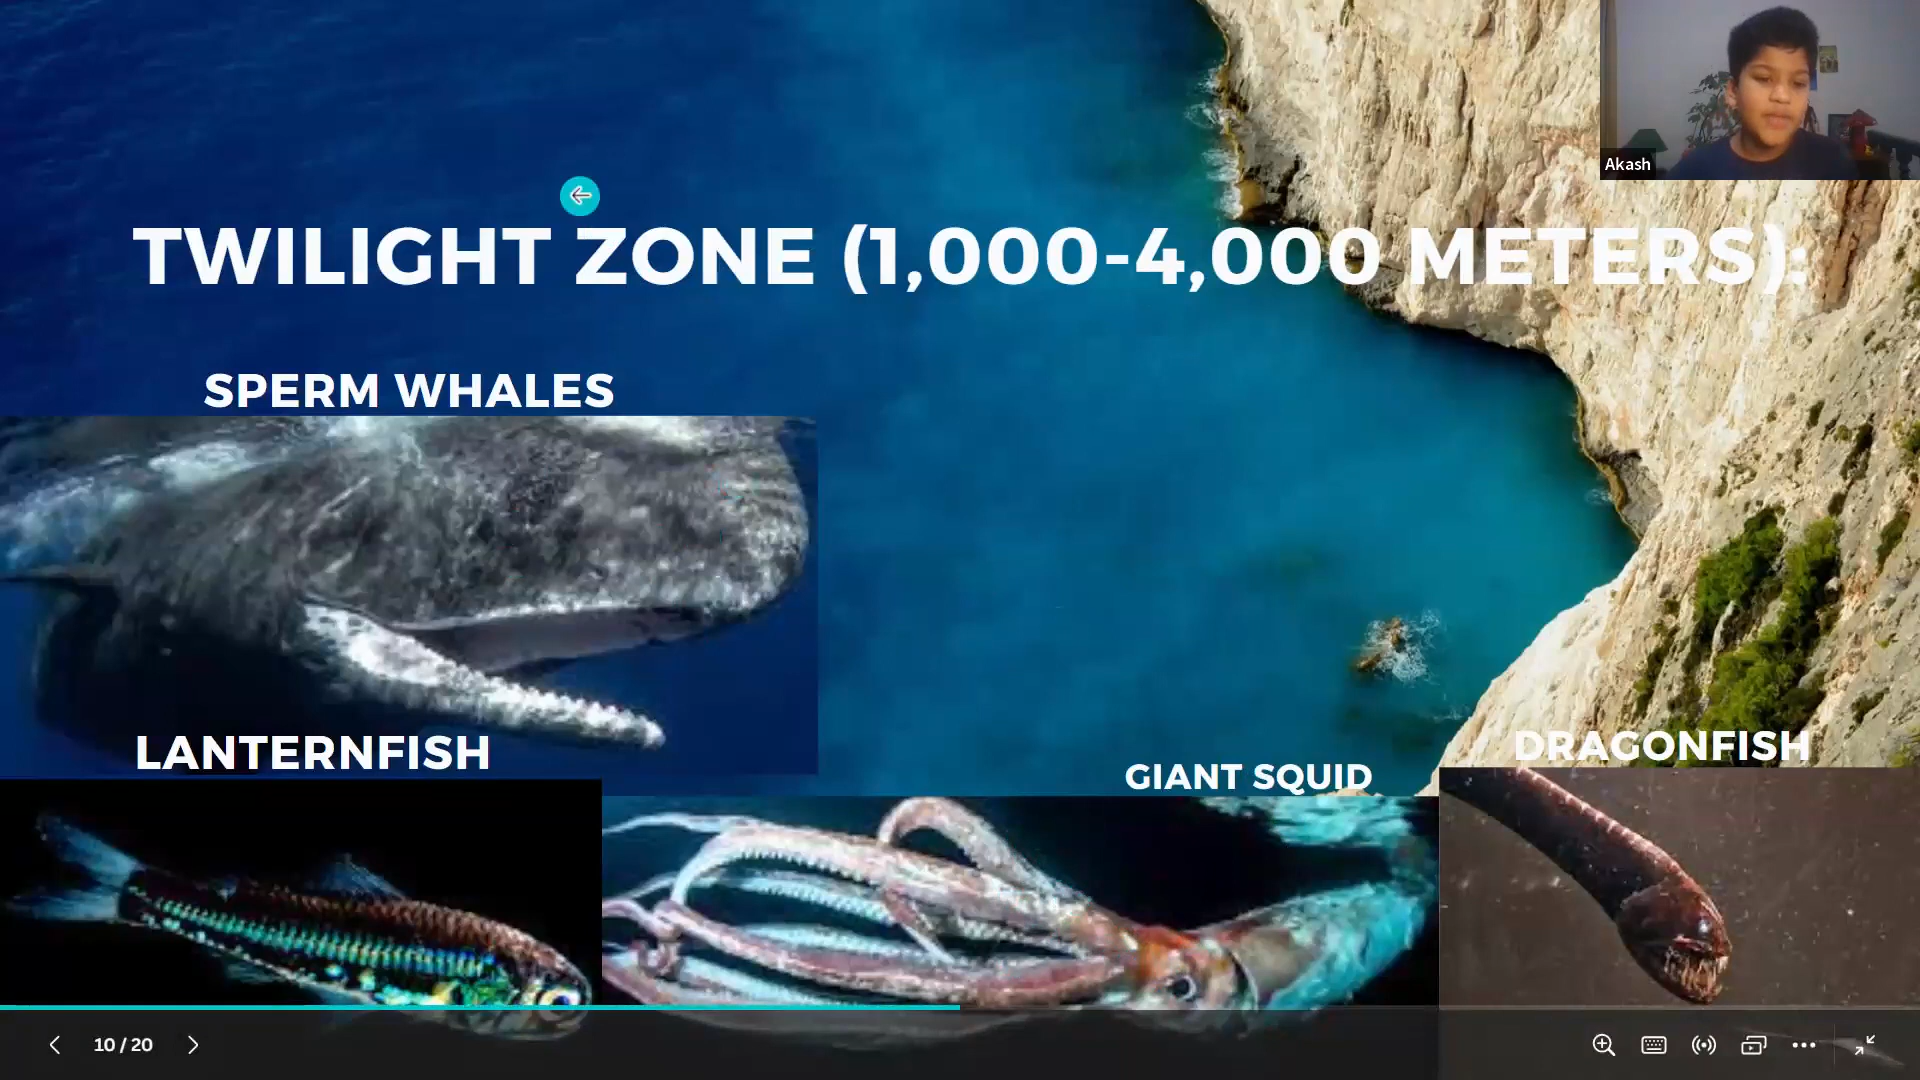 Akash
TWILIGHT ZONE (1,000-4,000 METERS):
SPERM WHALES
LANTERNFISH
GIANT SQUID
DRAGONFISH
10 / 20